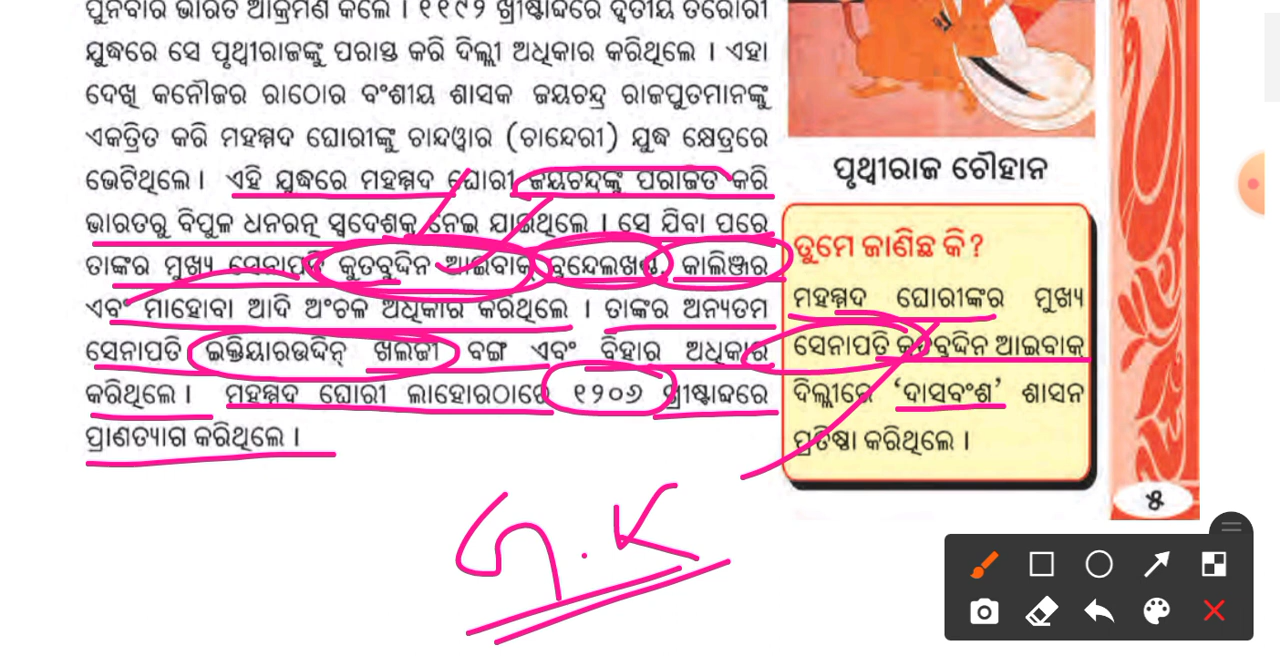 ପୁନର୍ବାର ଭାରତ ଆକ୍ରମଣ କଲେ । ୧୧୯୨ ଖ୍ରୀଷ୍ଟାବ୍ଦରେ ଦ୍ୱିତୀୟ ତରୋରୀ
ଯୁଦ୍ଧରେ ସେ ପୃଥ୍ୱୀରାଜଙ୍କୁ ପରାସ୍ତ କରି ଦିଲ୍ଲୀ ଅଧିକାର କରିଥିଲେ । ଏହା
ଦେଖି କନୌଜର ରାଠୋର ବଂଶୀୟ ଶାସକ ଜୟଚନ୍ଦ୍ର ରାଜପୁତମାନଙ୍କୁ
ଏକତ୍ରିତ କରି ମହମ୍ମଦ ଘୋରୀଙ୍କୁ ଚାନ୍ଦୱାର (ଚାନ୍ଦେରୀ) ଯୁଦ୍ଧ କ୍ଷେତ୍ରରେ
ଭେଟିଥିଲେ । ଏହି ଯୁଦ୍ଧରେ ମହମ୍ମଦ ଘୋରୀ ଜୟଚନ୍ଦ୍ରଙ୍କୁ ପରାଜିତ କରି
ଭାରତରୁ ବିପୁଳ ଧନରତ୍ନ ସ୍ୱଦେଶକୁ ନେଇ ଯାଇଥିଲେ । ସେ ଯିବା ପରେ
ତାଙ୍କର ମୁଖ୍ୟ ସେନାପତି କୁତବୁଦ୍ଦିନ ଆଇବାକ୍ ବୁନ୍ଦେଲଖଣ୍ଡ, କାଲିଞ୍ଜର
ଏବଂ ମାହୋବା ଆଦି ଅଂଚଳ ଅଧିକାର କରିଥିଲେ । ତାଙ୍କର ଅନ୍ୟତମ
ସେନାପତି ଇକ୍ତିୟାରଉଦ୍ଦିନ୍ ଖଲଜୀ ବଙ୍ଗ ଏବଂ ବିହାର ଅଧିକାର
କରିଥିଲେ । ମହମ୍ମଦ ଘୋରୀ ଲାହୋରଠାରେ ୧୨୦୬ ଖ୍ରୀଷ୍ଟାବ୍ଦରେ
ପ୍ରାଣତ୍ୟାଗ କରିଥିଲେ ।
ପୃଥ୍ୱୀରାଜ ଚୌହାନ
ତୁମେ ଜାଣିଛ କି?
ମହମ୍ମଦ ଘୋରୀଙ୍କର ମୁଖ୍ୟ
ସେନାପତି କୁତବୁଦ୍ଦିନ ଆଇବାକ୍
ଦିଲ୍ଲୀରେ ‘ଦାସବଂଶ’ ଶାସନ
ପ୍ରତିଷ୍ଠା କରିଥିଲେ ।
୫
G.K